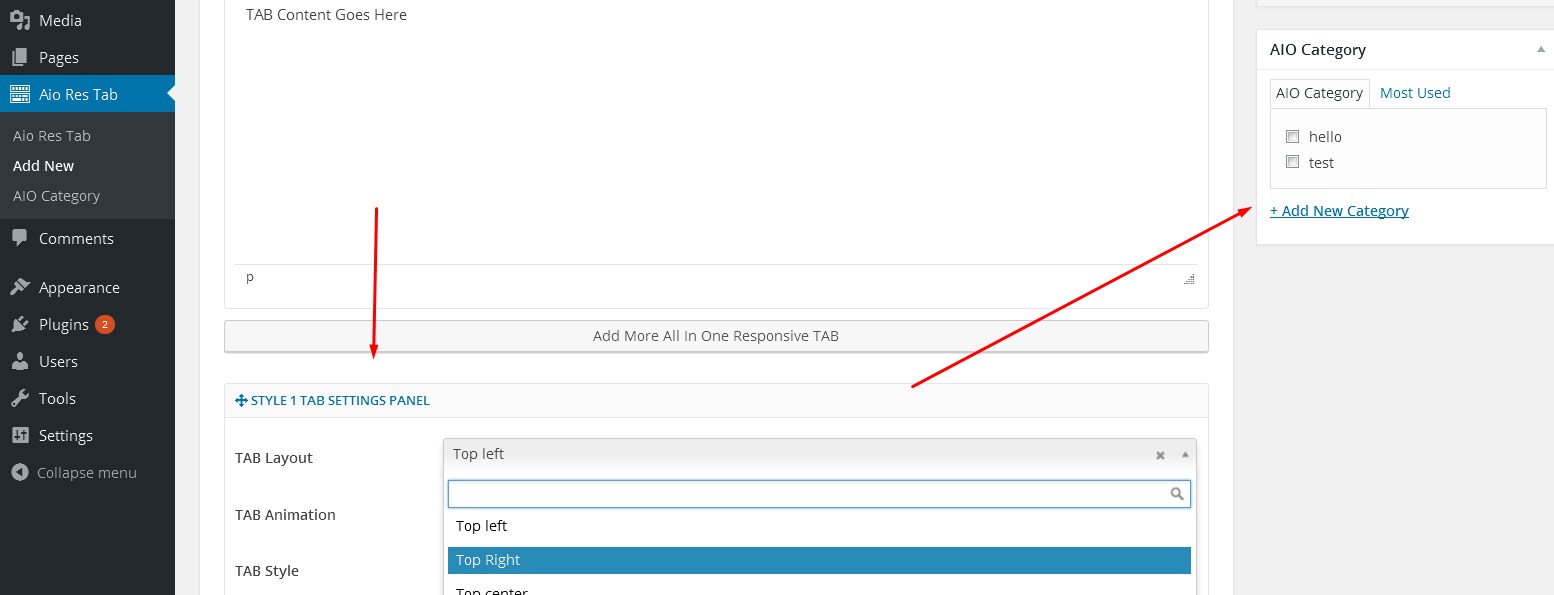 Media
Pages
Aio Res Tab
Aio Res Tab
Add New
AIO Category
Comments
Appearance
Plugins 2
Users
Tools
Settings
Collapse menu
TAB Content Goes Here
p
Add More All In One Responsive TAB
STYLE 1 TAB SETTINGS PANEL
TAB Layout
Top left
Top left
Top Right
Top center
TAB Animation
TAB Style
AIO Category
AIO Category Most Used
hello
test
+ Add New Category